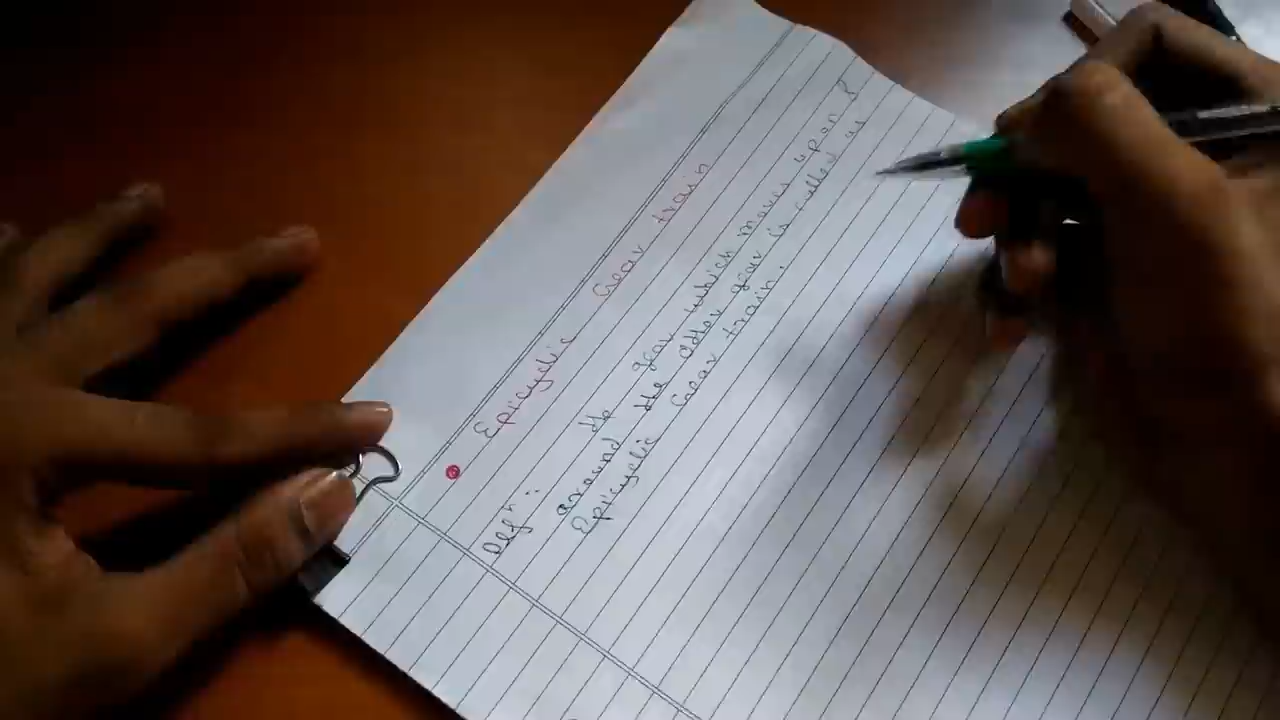 Epicyclic Gear train
Defn :
the gear which moves upon &
around the other gear is called as
Epicyclic Gear train.